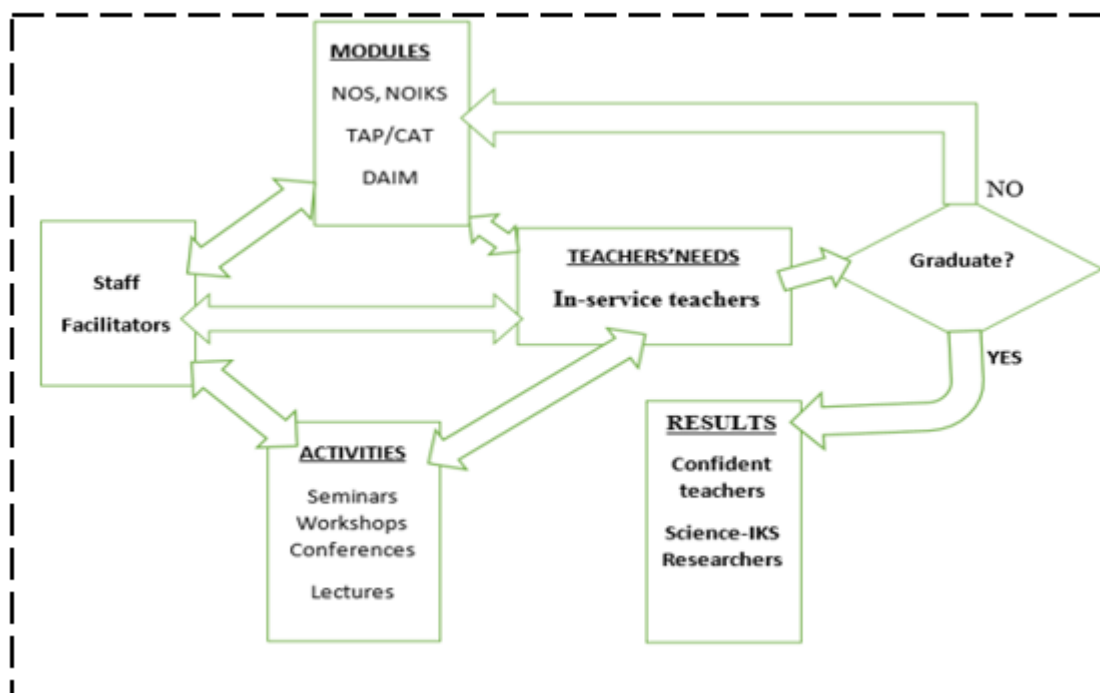 MODULES
NOS, NOIKS
TAP/CAT
DAIM
NO
Staff
Facilitators
TEACHERS'NEEDS
In-service teachers
Graduate?
YES
ACTIVITIES
Seminars
Workshops
Conferences
Lectures
RESULTS
Confident
teachers
Science-IKS
Researchers